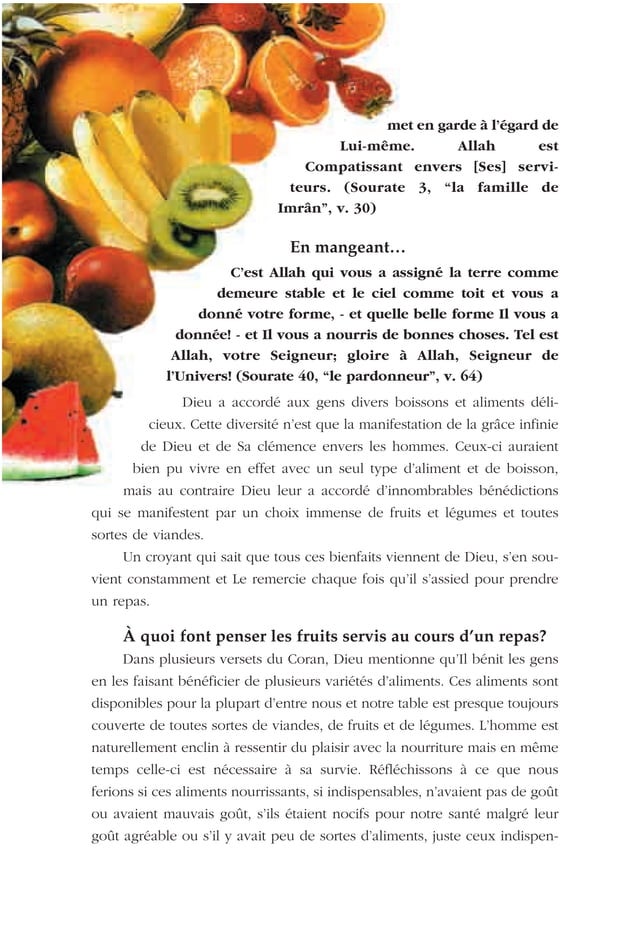 met en garde à l’égard de
Lui-même. Allah est
Compatissant envers [Ses] servi-
teurs. (Sourate 3, “la famille de
Imrân”, v. 30)
En mangeant…
C’est Allah qui vous a assigné la terre comme
demeure stable et le ciel comme toit et vous a
donné votre forme, - et quelle belle forme Il vous a
donnée! - et Il vous a nourris de bonnes choses. Tel est
Allah, votre Seigneur; gloire à Allah, Seigneur de
l’Univers! (Sourate 40, “le pardonneur”, v. 64)
Dieu a accordé aux gens divers boissons et aliments déli-
cieux. Cette diversité n’est que la manifestation de la grâce infinie
de Dieu et de Sa clémence envers les hommes. Ceux-ci auraient
bien pu vivre en effet avec un seul type d’aliment et de boisson,
mais au contraire Dieu leur a accordé d’innombrables bénédictions
qui se manifestent par un choix immense de fruits et légumes et toutes
sortes de viandes.
Un croyant qui sait que tous ces bienfaits viennent de Dieu, s’en sou-
vient constamment et Le remercie chaque fois qu’il s’assied pour prendre
un repas.
À quoi font penser les fruits servis au cours d’un repas?
Dans plusieurs versets du Coran, Dieu mentionne qu’Il bénit les gens
en les faisant bénéficier de plusieurs variétés d’aliments. Ces aliments sont
disponibles pour la plupart d’entre nous et notre table est presque toujours
couverte de toutes sortes de viandes, de fruits et de légumes. L’homme est
naturellement enclin à ressentir du plaisir avec la nourriture mais en même
temps celle-ci est nécessaire à sa survie. Réfléchissons à ce que nous
ferions si ces aliments nourrissants, si indispensables, n’avaient pas de goût
ou avaient mauvais goût, s’ils étaient nocifs pour notre santé malgré leur
goût agréable ou s’il y avait peu de sortes d’aliments, juste ceux indispen-